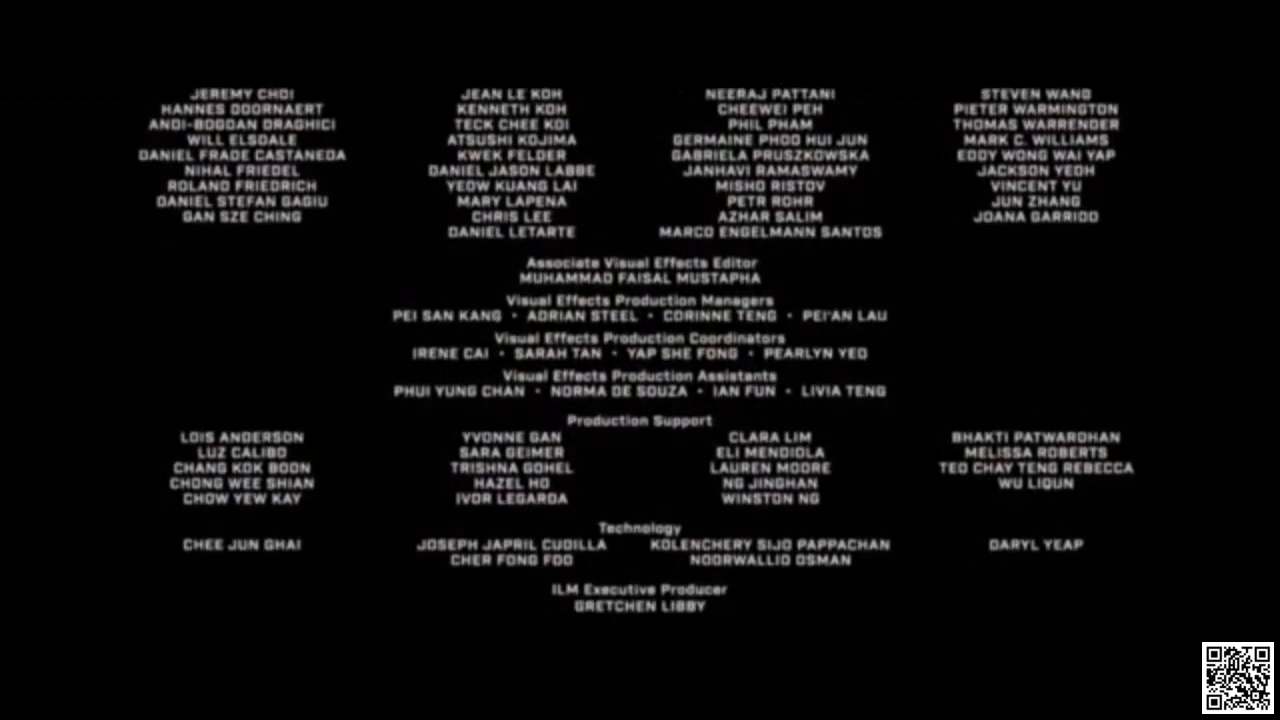 JEREMY CHOI JEAN LE KOH NEERAJ PATTANI STEVEN WANG
HANNES DOORNAERT KENNETH KOH CHEEWEI PEH PIETER WARMINGTON
ANDI-BOGDAN DRAGHICI TECK CHEE KOI PHIL PHAM THOMAS WARRENDER
WILL ELSDALE ATSUSHI KOJIMA GERMAINE PHOO HUI JUN MARK C. WILLIAMS
DANIEL FRADE CASTANEDA KWEK FELDER GABRIELA PRUSZKOWSKA EDDY WONG WAI YAP
NIHAL FRIEDEL DANIEL JASON LABBE JANHAVI RAMASWAMY JACKSON YEOH
ROLAND FRIEDRICH YEOW KUANG LAI MISHO RISTOV VINCENT YU
DANIEL STEFAN GAGIU MARY LAPENA PETR ROHR JUN ZHANG
GAN SZE CHING CHRIS LEE AZHAR SALIM JOANA GARRIDO
DANIEL LETARTE MARCO ENGELMANN SANTOS
Associate Visual Effects Editor
MUHAMMAD FAISAL MUSTAPHA
Visual Effects Production Managers
PEI SAN KANG • ADRIAN STEEL • CORINNE TENG • PEI'AN LAU
Visual Effects Production Coordinators
IRENE CAI • SARAH TAN • YAP SHE FONG • PEARLYN YEO
Visual Effects Production Assistants
PHUI YUNG CHAN • NORMA DE SOUZA • IAN FUN • LIVIA TENG
Production Support
LOIS ANDERSON YVONNE GAN CLARA LIM BHAKTI PATWARDHAN
LUZ CALIBO SARA GEIMER ELI MENDIOLA MELISSA ROBERTS
CHANG KOK BOON TRISHNA GOHEL LAUREN MOORE TEO CHAY TENG REBECCA
CHONG WEE SHIAN HAZEL HO NG JINGHAN WU LIQUN
CHOW YEW KAY IVOR LEGARDA WINSTON NG
Technology
CHEE JUN GHAI JOSEPH JAPRIL CUDILLA KOLENCHERY SIJO PAPPACHAN DARYL YEAP
CHER FONG FOO NOORWALLID OSMAN
ILM Executive Producer
GRETCHEN LIBBY